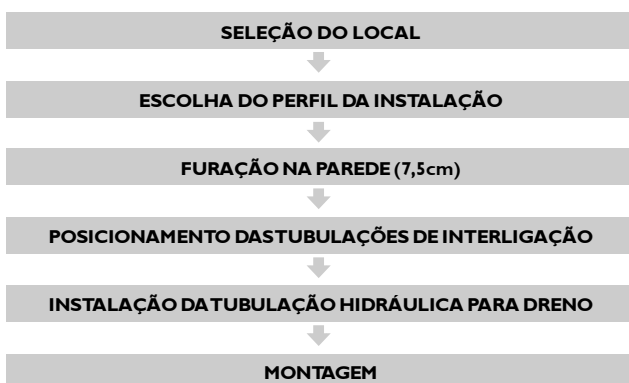 SELEÇÃO DO LOCAL
ESCOLHA DO PERFIL DA INSTALAÇÃO
FURAÇÃO NA PAREDE (7,5cm)
POSICIONAMENTO DASTUBULAÇÕES DE INTERLIGAÇÃO
INSTALAÇÃO DATUBULAÇÃO HIDRÁULICA PARA DRENO
MONTAGEM